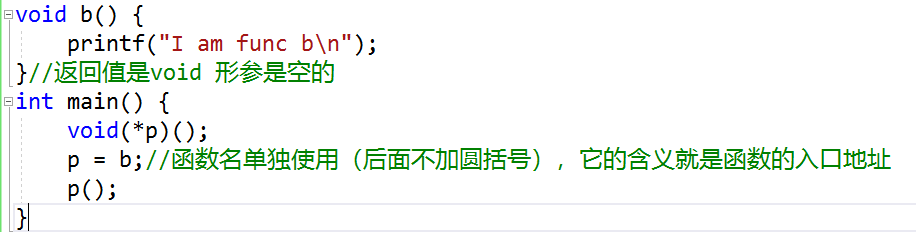 void b() {
    printf("I am func b\n");
}//返回值是void 形参是空的
int main() {
    void(*p)();
    p = b;//函数名单独使用（后面不加圆括号），它的含义就是函数的入口地址
    p();
}